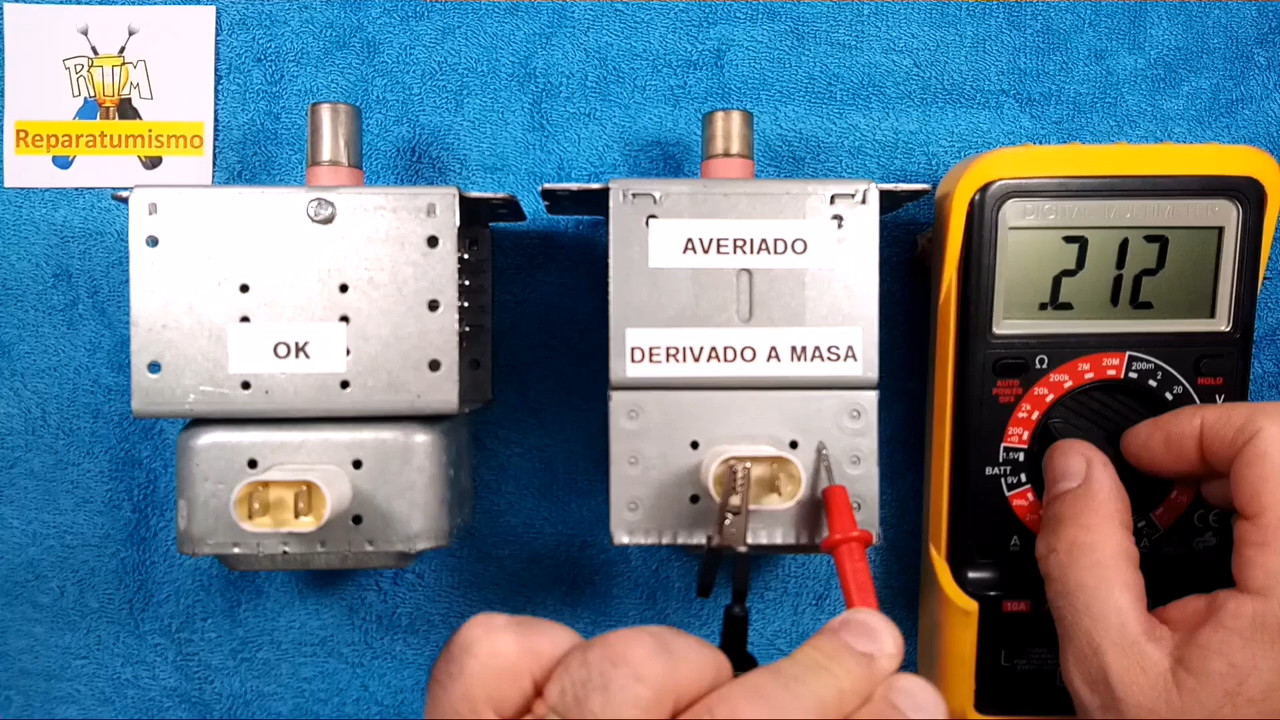 RTM
Reparatumismo
OK
AVERIADO
DERIVADO A MASA
DIGITAL MULTIMETER
.212
Ω
AUTO
POWER
OFF
HOLD
V
20M
2M
200k
20k
2k
200
200m
2
20
1.5V
BATT
9V
A
CE
10A